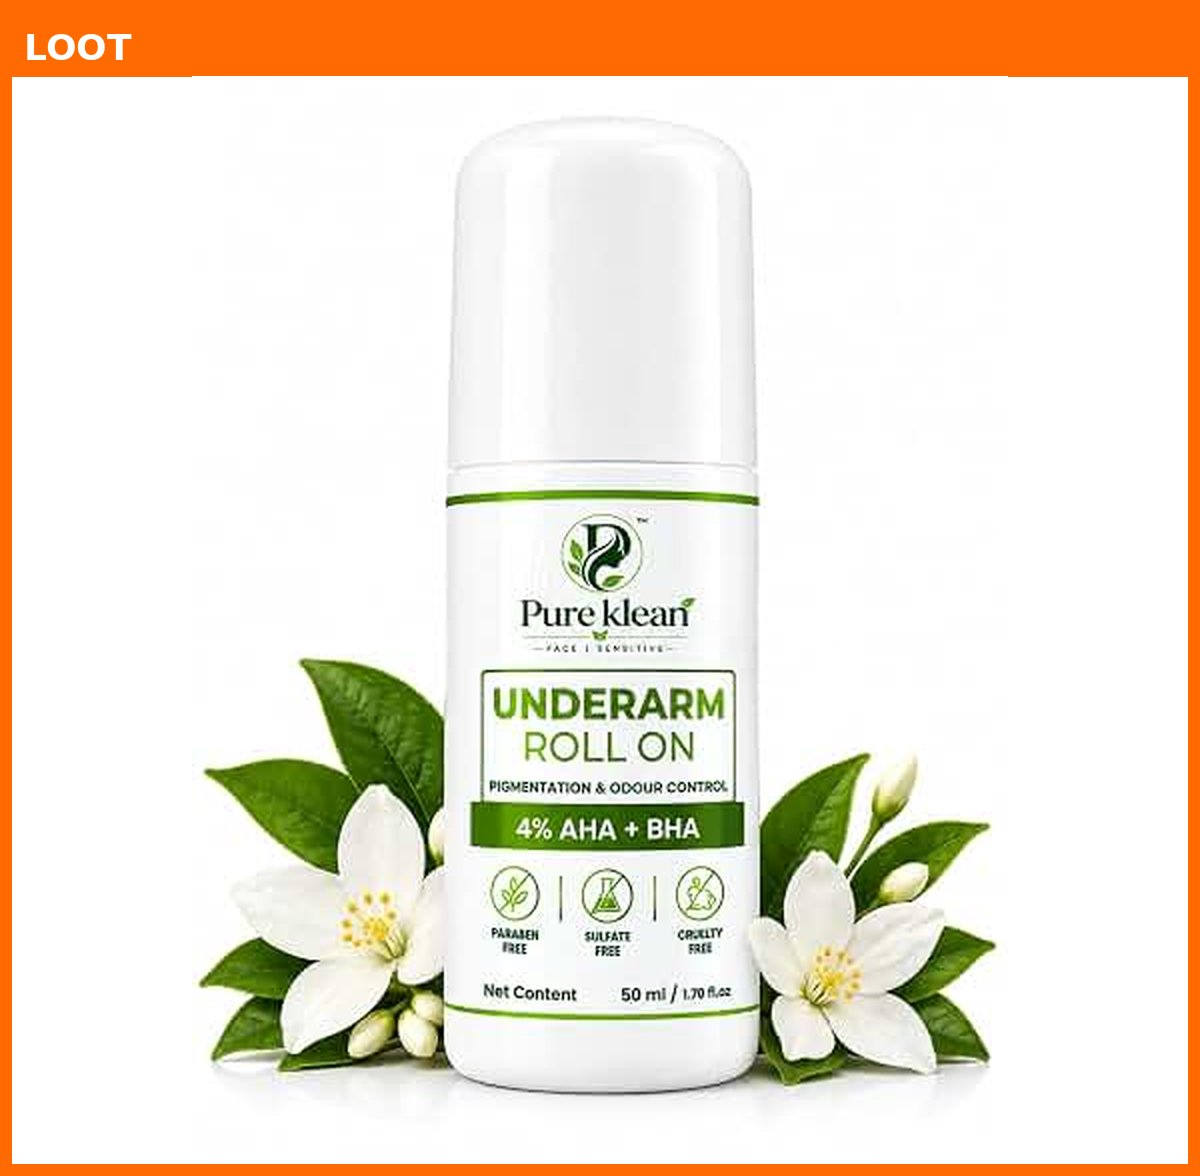 LOOT
TM
Pure klean
FACE | SENSITIVE
UNDERARM
ROLL ON
PIGMENTATION & ODOUR CONTROL
4% AHA + BHA
PARABEN
FREE
SULFATE
FREE
CRUELTY
FREE
Net Content 50 ml / 1.70 fl.oz